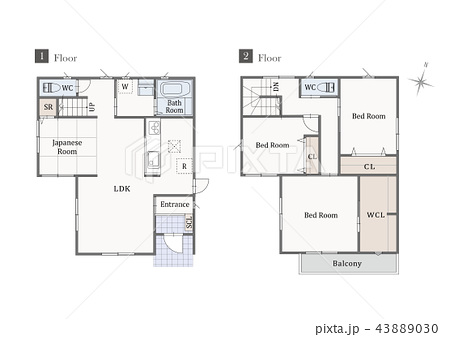 1 Floor
2 Floor
WC
W
Bath
Room
SR
UP
Japanese
Room
R
LDK
Entrance
SCL
DN
WC
Bed Room
Bed Room
CL
CL
Bed Room
WCL
Balcony
PIXTA
pixta.jp - 43889030